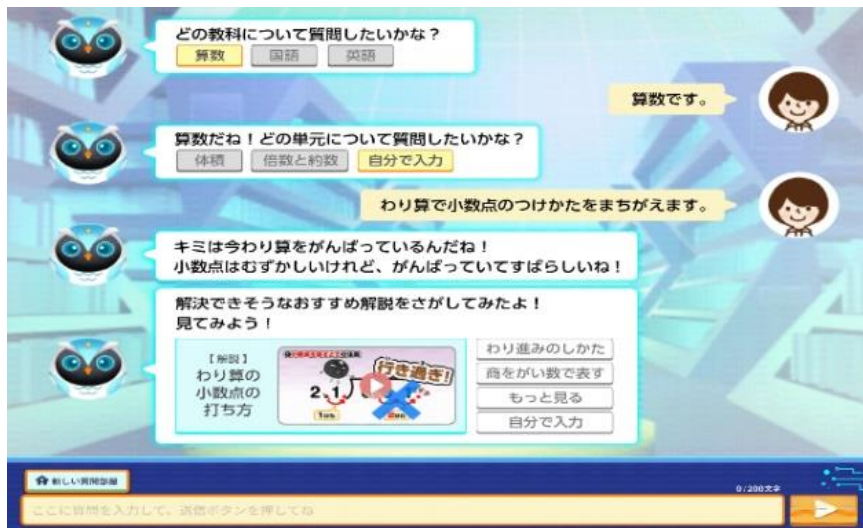 どの教科について質問したいかな？
算数 国語 英語
算数です。
算数だね！どの単元について質問したいかな？
体積 倍数と約数 自分で入力
わり算で小数点のつけかたをまちがえます。
キミは今わり算をがんばっているんだね！
小数点はむずかしいけれど、がんばっていてすばらしいね！
解決できそうなおすすめ解説をさがしてみたよ！
見てみよう！
【解説】
わり算の
小数点の
打ち方
行き過ぎ!
2.1
わり進みのしかた
商をがい数で表す
もっと見る
自分で入力
新しい質問部屋
0/200文字
ここに質問を入力して、送信ボタンを押してね